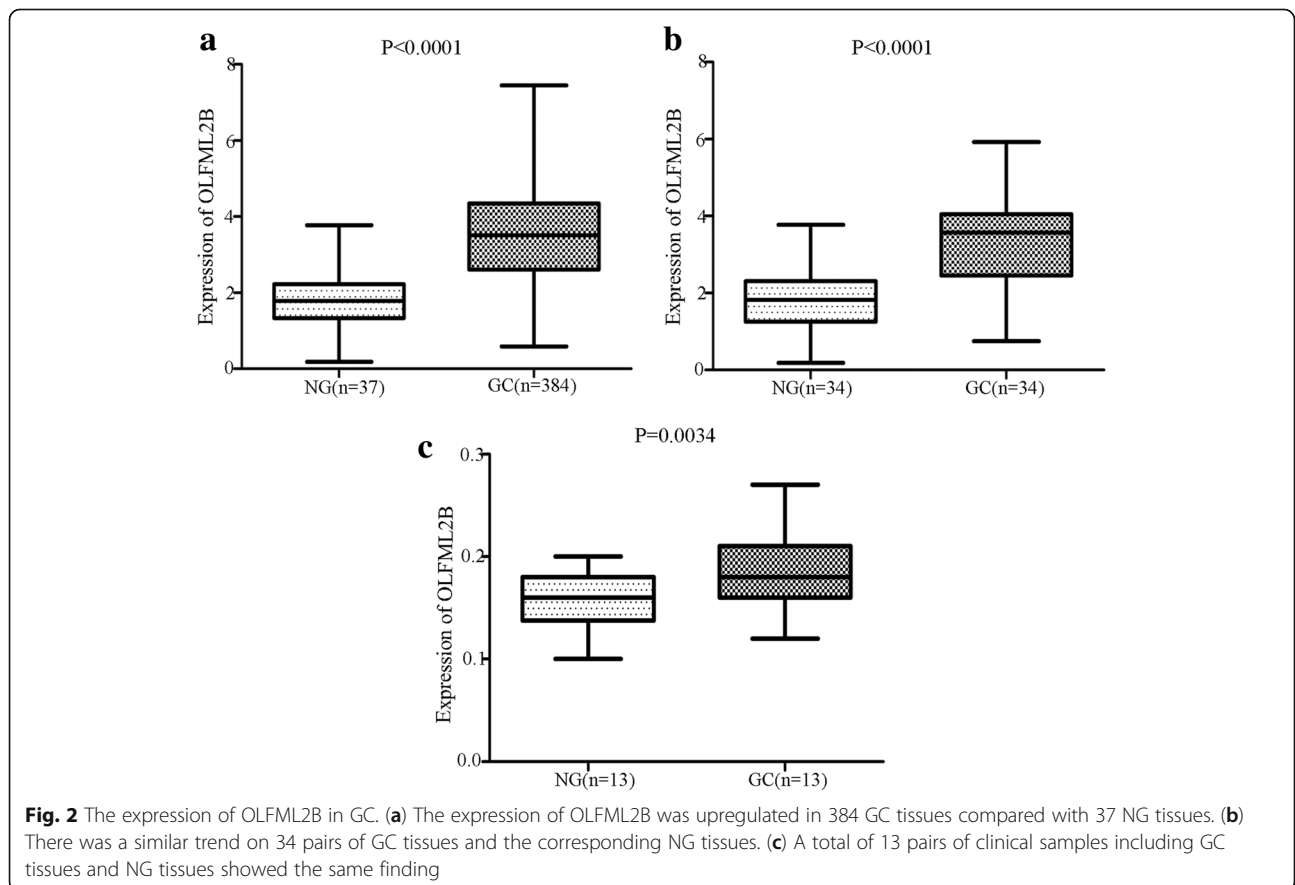 a
P<0.0001
8
6
4
2
0
Expression of OLFML2B
NG(n=37)
GC(n=384)
b
P<0.0001
8
6
4
2
0
Expression of OLFML2B
NG(n=34)
GC(n=34)
c
P=0.0034
0.3
0.2
0.1
0.0
Expression of OLFML2B
NG(n=13)
GC(n=13)
Fig. 2 The expression of OLFML2B in GC. (a) The expression of OLFML2B was upregulated in 384 GC tissues compared with 37 NG tissues. (b)
There was a similar trend on 34 pairs of GC tissues and the corresponding NG tissues. (c) A total of 13 pairs of clinical samples including GC
tissues and NG tissues showed the same finding